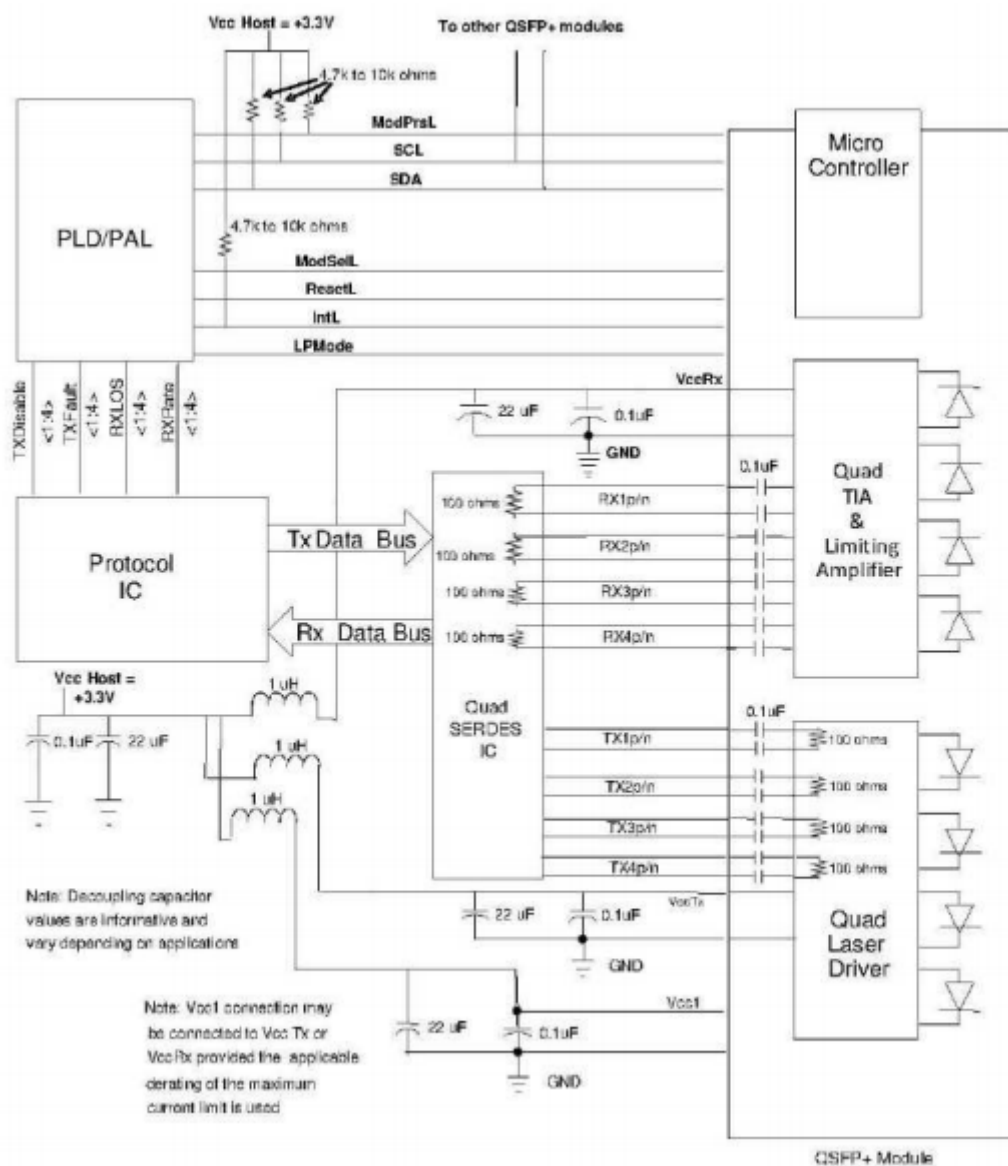 Vcc Host = +3.3V
To other QSFP+ modules
4.7k to 10k ohms
ModPrsL
SCL
SDA
Micro
Controller
PLD/PAL
4.7k to 10k ohms
ModSelL
ResetL
IntL
LPMode
TXDisable
<1:4>
TXFault
<1:4>
RXLOS
<1:4>
RXRate
<1:4>
VccRx
22 uF
0.1uF
GND
Quad
TIA
&
Limiting
Amplifier
0.1uF
100 ohms
RX1p/n
100 ohms
RX2p/n
100 ohms
RX3p/n
100 ohms
RX4p/n
Protocol
IC
Tx Data Bus
Rx Data Bus
Quad
SERDES
IC
Vcc Host =
+3.3V
0.1uF
22 uF
1 uH
1 uH
1 uH
0.1uF
TX1p/n
100 ohms
TX2p/n
100 ohms
TX3p/n
100 ohms
TX4p/n
100 ohms
VccTx
22 uF
0.1uF
GND
Quad
Laser
Driver
Note: Decoupling capacitor
values are informative and
vary depending on applications
Vcc1
22 uF
0.1uF
GND
Note: Vcc1 connection may
be connected to Vcc Tx or
Vcc Rx provided the applicable
derating of the maximum
current limit is used
QSFP+ Module